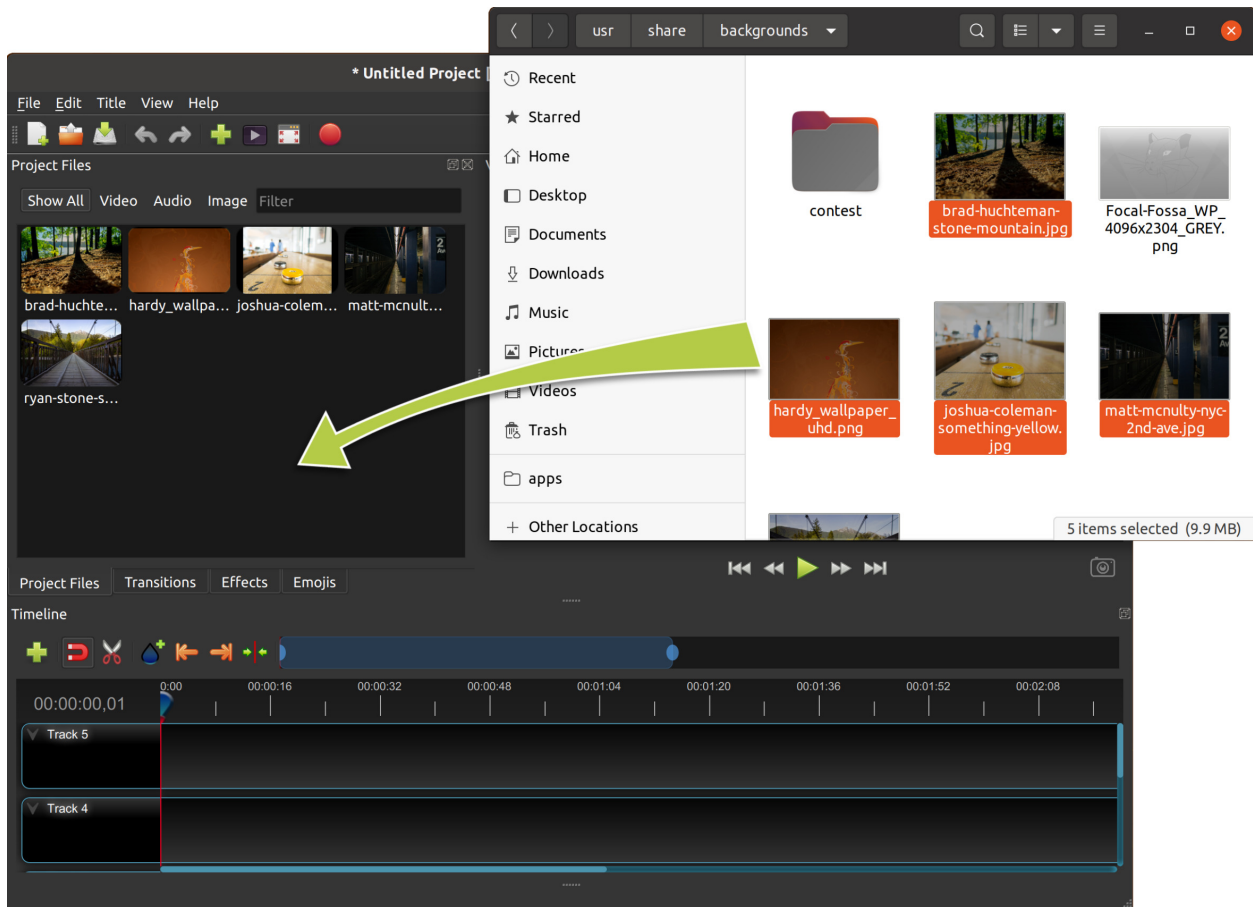 usr share backgrounds
* Untitled Project [
File Edit Title View Help
Project Files
Show All Video Audio Image Filter
2
Av
brad-huchte... hardy_wallpa... joshua-colem... matt-mcnult...
ryan-stone-s...
Recent
Starred
Home
Desktop
Documents
Downloads
Music
Pictures
Videos
Trash
apps
Other Locations
contest
brad-huchteman-
stone-mountain.jpg
Focal-Fossa_WP_
4096x2304_GREY.
png
2
Av
hardy_wallpaper_
uhd.png
joshua-coleman-
something-yellow.
jpg
matt-mcnulty-nyc-
2nd-ave.jpg
5 items selected (9.9 MB)
Project Files Transitions Effects Emojis
Timeline
00:00:00,01
0:00 00:00:16 00:00:32 00:00:48 00:01:04 00:01:20 00:01:36 00:01:52 00:02:08
Track 5
Track 4